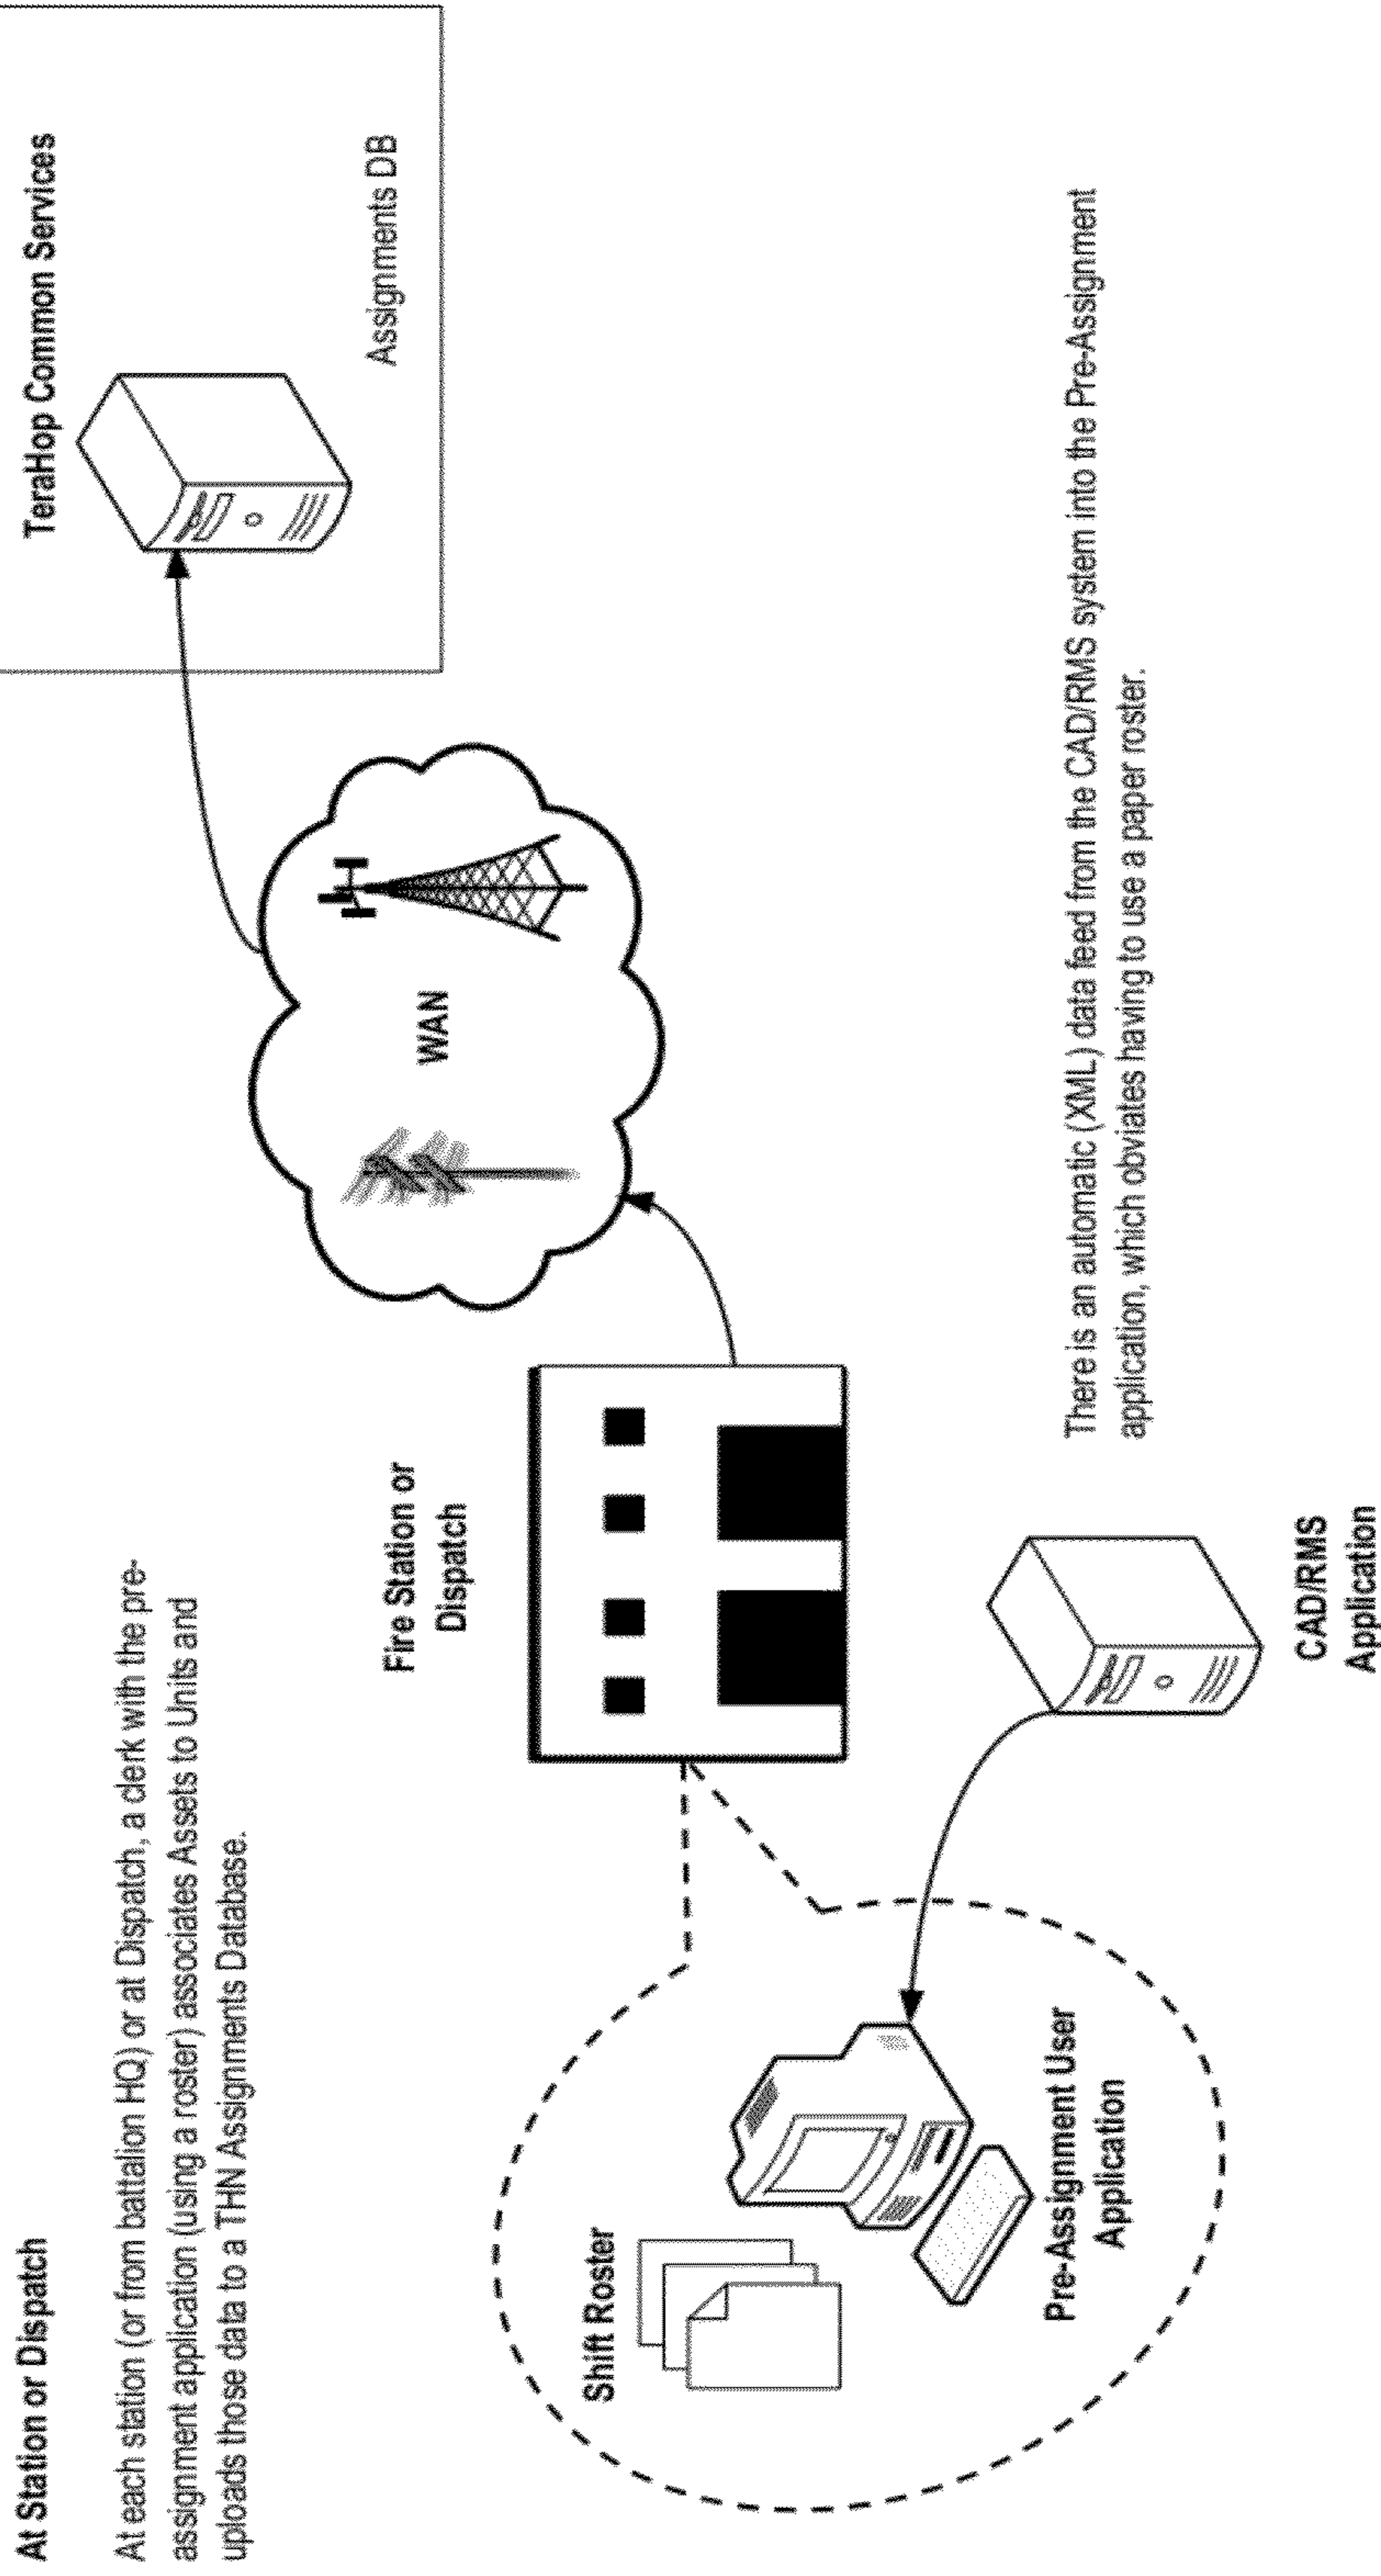 At Station or Dispatch
At each station (or from battalion HQ) or at Dispatch, a clerk with the pre-
assignment application (using a roster) associates Assets to Units and
uploads those data to a THN Assignments Database.
TeraHop Common Services
Assignments DB
WAN
Fire Station or
Dispatch
Shift Roster
Pre-Assignment User
Application
CAD/RMS
Application
There is an automatic (XML) data feed from the CAD/RMS system into the Pre-Assignment
application, which obviates having to use a paper roster.